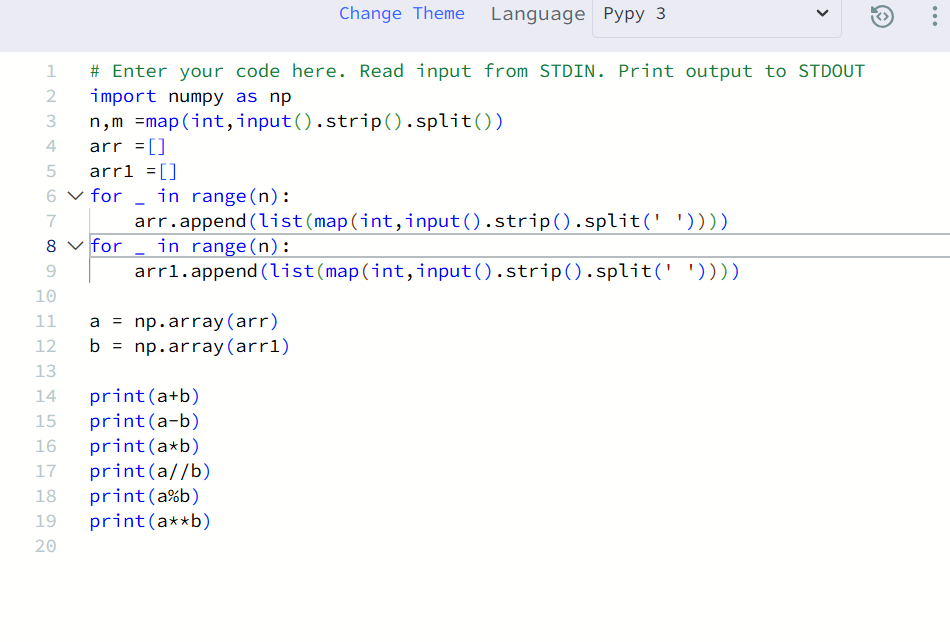 Change Theme Language Pypy 3
1 # Enter your code here. Read input from STDIN. Print output to STDOUT
2 import numpy as np
3 n,m =map(int,input().strip().split())
4 arr =[]
5 arr1 =[]
6 for _ in range(n):
7     arr.append(list(map(int,input().strip().split(' '))))
8 for _ in range(n):
9     arr1.append(list(map(int,input().strip().split(' '))))
10
11 a = np.array(arr)
12 b = np.array(arr1)
13
14 print(a+b)
15 print(a-b)
16 print(a*b)
17 print(a//b)
18 print(a%b)
19 print(a**b)
20